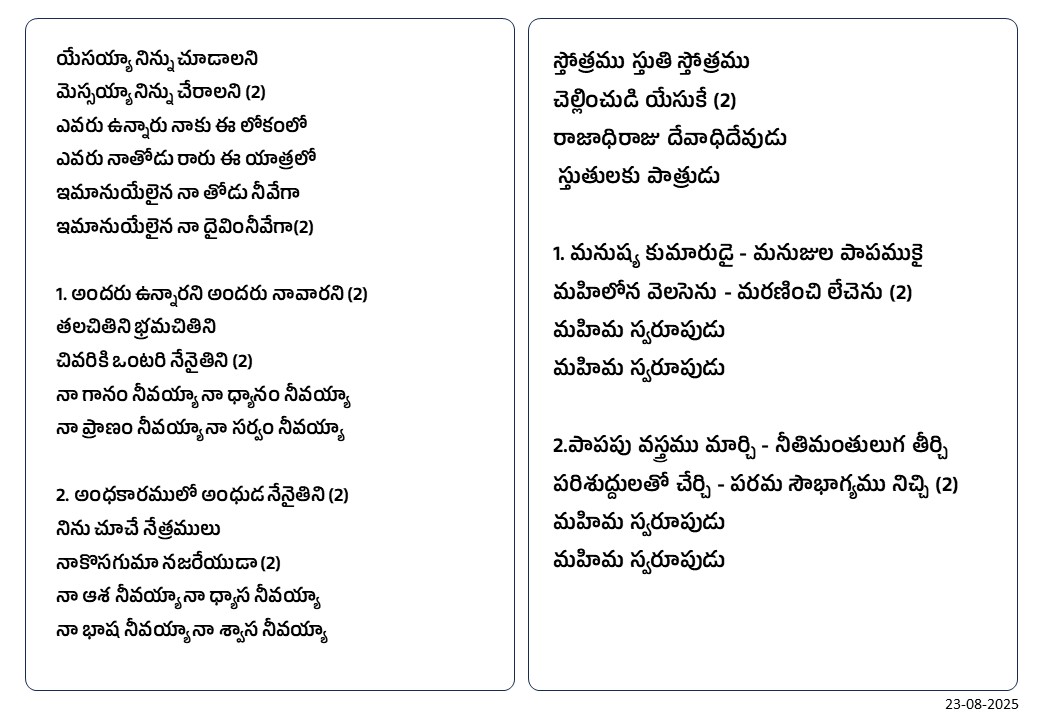 యేసయ్యా నిన్ను చూడాలని
మెస్సయ్యా నిన్ను చేరాలని (2)
ఎవరు ఉన్నారు నాకు ఈ లోకంలో
ఎవరు నాతోడు రారు ఈ యాత్రలో
ఇమానుయేలైన నా తోడు నీవేగా
ఇమానుయేలైన నా దైవంనీవేగా(2)
1. అందరు ఉన్నారని అందరు నావారని (2)
తలచితిని భ్రమచితిని
చివరికి ఒంటరి నేనైతిని (2)
నా గానం నీవయ్యా నా ధ్యానం నీవయ్యా
నా ప్రాణం నీవయ్యా నా సర్వం నీవయ్యా
2. అంధకారములో అంధుడ నేనైతిని (2)
నిను చూచే నేత్రములు
నాకొసగుమా నజరేయుడా (2)
నా ఆశ నీవయ్యా నా ధ్యాస నీవయ్యా
నా భాష నీవయ్యా నా శ్వాస నీవయ్యా
స్తోత్రము స్తుతి స్తోత్రము
చెల్లించుడి యేసుకే (2)
రాజాధిరాజు దేవాధిదేవుడు
స్తుతులకు పాత్రుడు
1. మనుష్య కుమారుడై - మనుజుల పాపముకై
మహిలోన వెలసెను - మరణించి లేచెను (2)
మహిమ స్వరూపుడు
మహిమ స్వరూపుడు
2.పాపపు వస్త్రము మార్చి - నీతిమంతులుగ తీర్చి
పరిశుద్దులతో చేర్చి - పరమ సౌభాగ్యము నిచ్చి (2)
మహిమ స్వరూపుడు
మహిమ స్వరూపుడు
23-08-2025